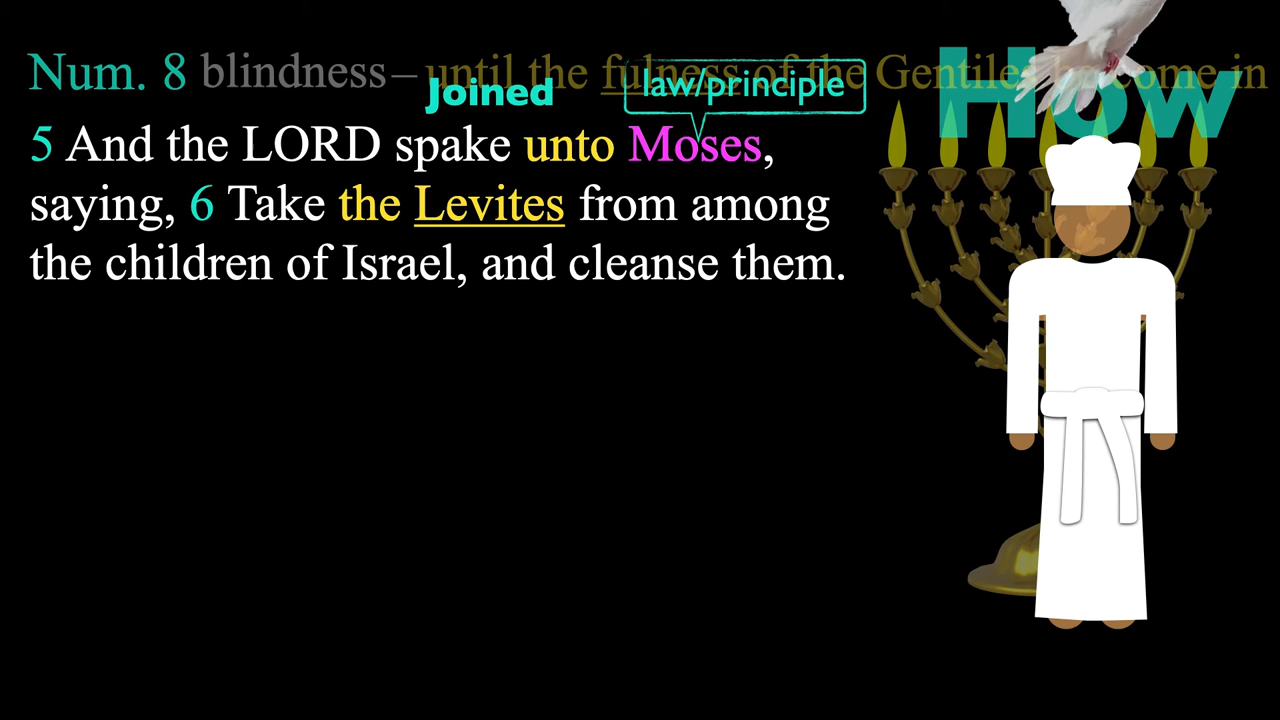 Num. 8 blindness – until the fulness of the Gentiles be come in
How
Joined
law/principle
5 And the LORD spake unto Moses,
saying, 6 Take the Levites from among
the children of Israel, and cleanse them.